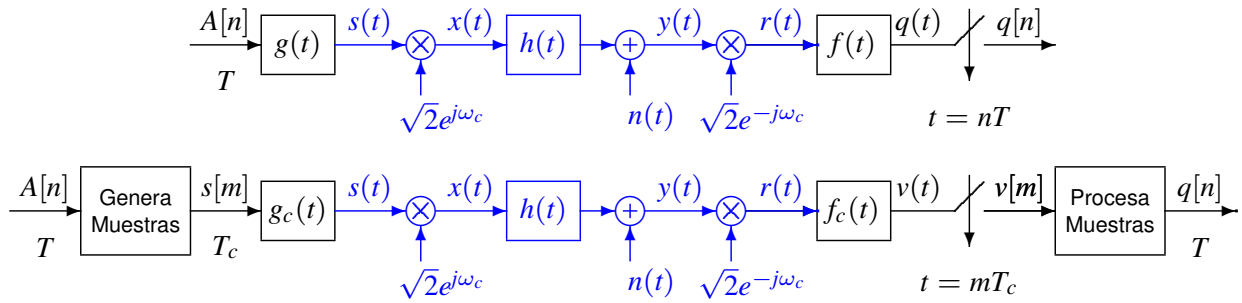 A[n] s(t) x(t) y(t) r(t) q(t) q[n]
g(t) × h(t) + × f(t)
T
√2e^{jω_c} n(t) √2e^{-jω_c} t = nT
A[n] s[m] s(t) x(t) y(t) r(t) v(t) v[m] q[n]
Genera Muestras g_c(t) × h(t) + × f_c(t) Procesa Muestras
T T_c T
√2e^{jω_c} n(t) √2e^{-jω_c} t = mT_c